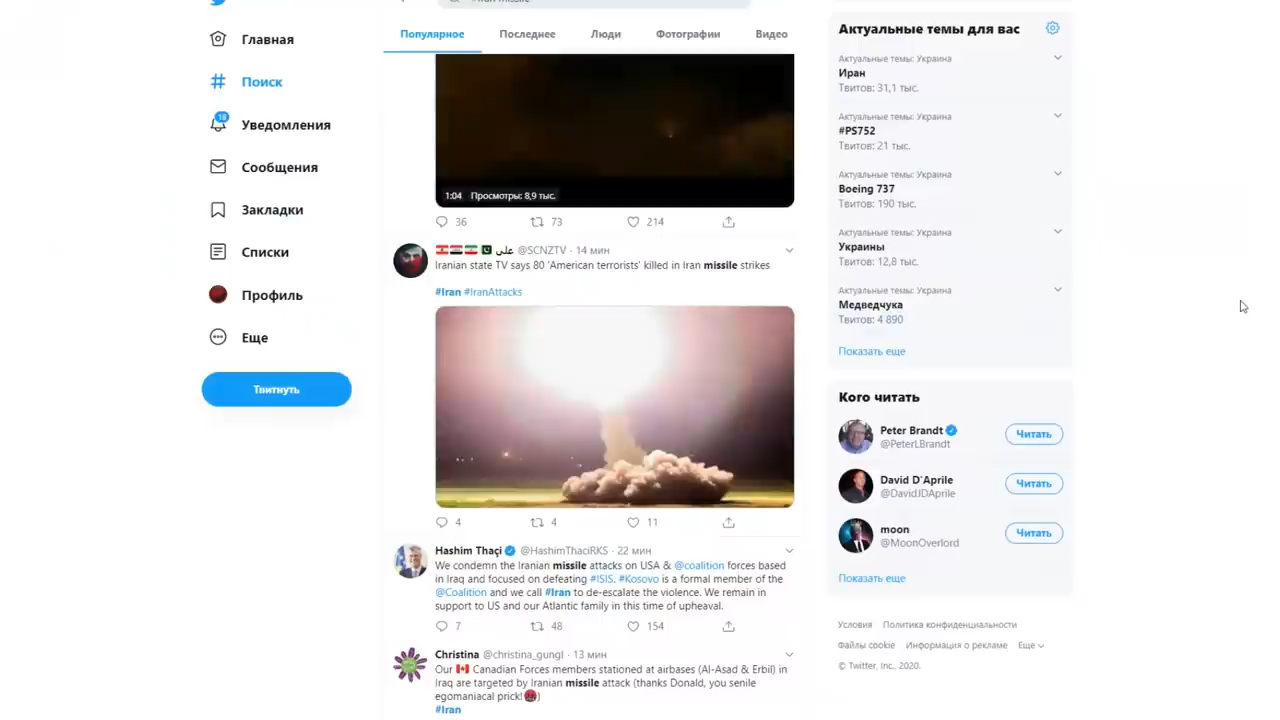 Главная
Поиск
18
Уведомления
Сообщения
Закладки
Списки
Профиль
Еще
Твитнуть
Популярное
Последнее
Люди
Фотографии
Видео
1:04 Просмотры: 8,9 тыс.
36 73 214
علی @SCNZTV · 14 мин
Iranian state TV says 80 'American terrorists' killed in Iran missile strikes
#Iran #IranAttacks
4 4 11
Hashim Thaçi @HashimThaciRKS · 22 мин
We condemn the Iranian missile attacks on USA & @coalition forces based
in Iraq and focused on defeating #ISIS. #Kosovo is a formal member of the
@Coalition and we call #Iran to de-escalate the violence. We remain in
support to US and our Atlantic family in this time of upheaval.
7 48 154
Christina @christina_gungl · 13 мин
Our Canadian Forces members stationed at airbases (Al-Asad & Erbil) in
Iraq are targeted by Iranian missile attack (thanks Donald, you senile
egomaniacal prick!)
#Iran
Актуальные темы для вас
Актуальные темы: Украина
Иран
Твитов: 31,1 тыс.
Актуальные темы: Украина
#PS752
Твитов: 21 тыс.
Актуальные темы: Украина
Boeing 737
Твитов: 190 тыс.
Актуальные темы: Украина
Украины
Твитов: 12,8 тыс.
Актуальные темы: Украина
Медведчука
Твитов: 4 890
Показать еще
Кого читать
Peter Brandt
@PeterLBrandt
Читать
David D'Aprile
@DavidJDAprile
Читать
moon
@MoonOverlord
Читать
Показать еще
Условия Политика конфиденциальности
Файлы cookie Информация о рекламе Еще
© Twitter, Inc., 2020.